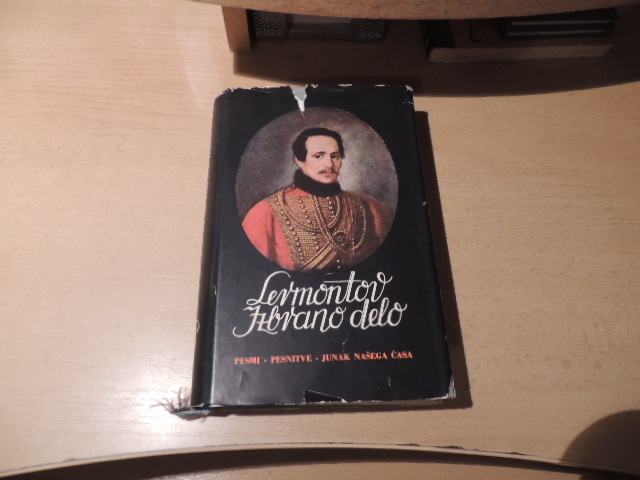 Lermontov
Izbrano delo
PESMI • PESNITVE • JUNAK NAŠEGA ČASA